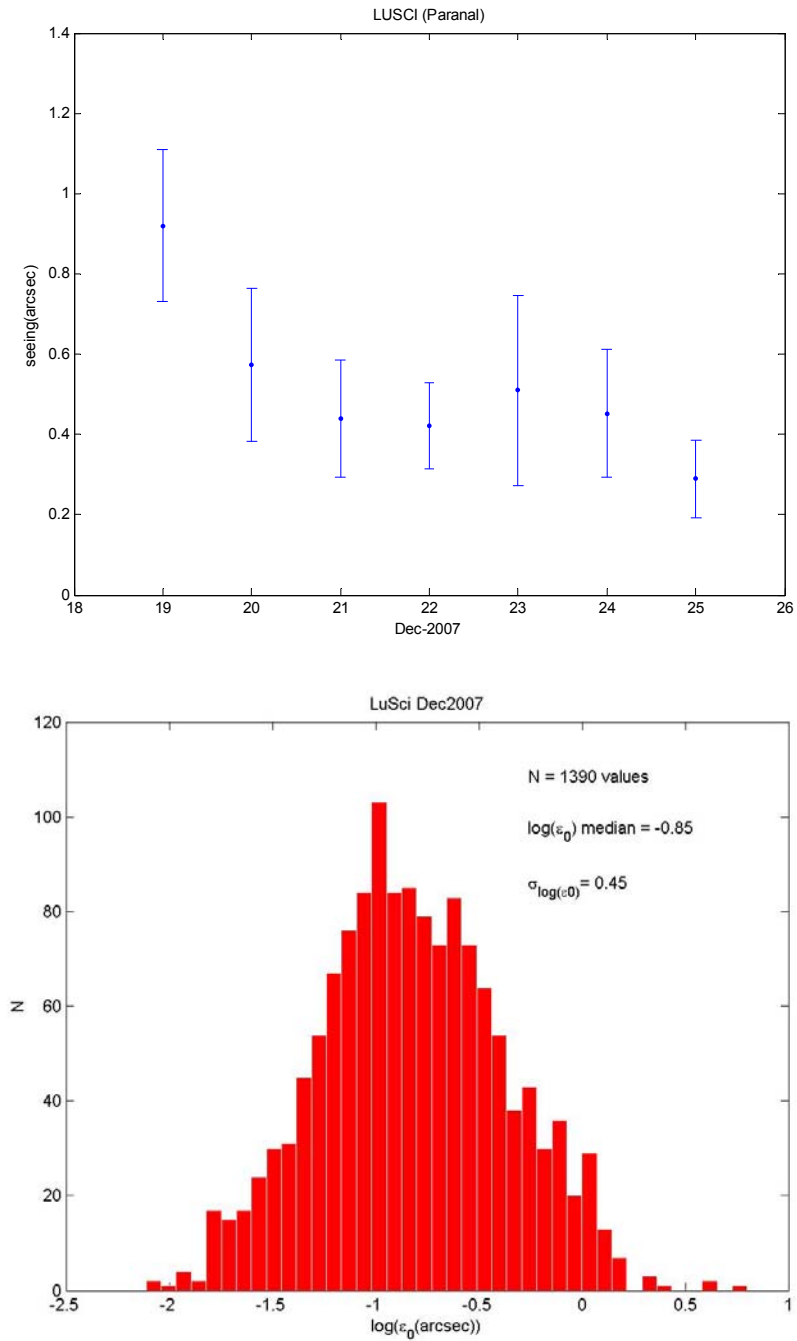 LUSCI (Paranal)
1.4
1.2
1
0.8
0.6
0.4
0.2
0
seeing(arcsec)
18 19 20 21 22 23 24 25 26
Dec-2007
LuSci Dec2007
120
100
80
60
40
20
0
N
N = 1390 values
log(ε₀) median = -0.85
σlog(ε0)= 0.45
-2.5 -2 -1.5 -1 -0.5 0 0.5 1
log(ε₀(arcsec))